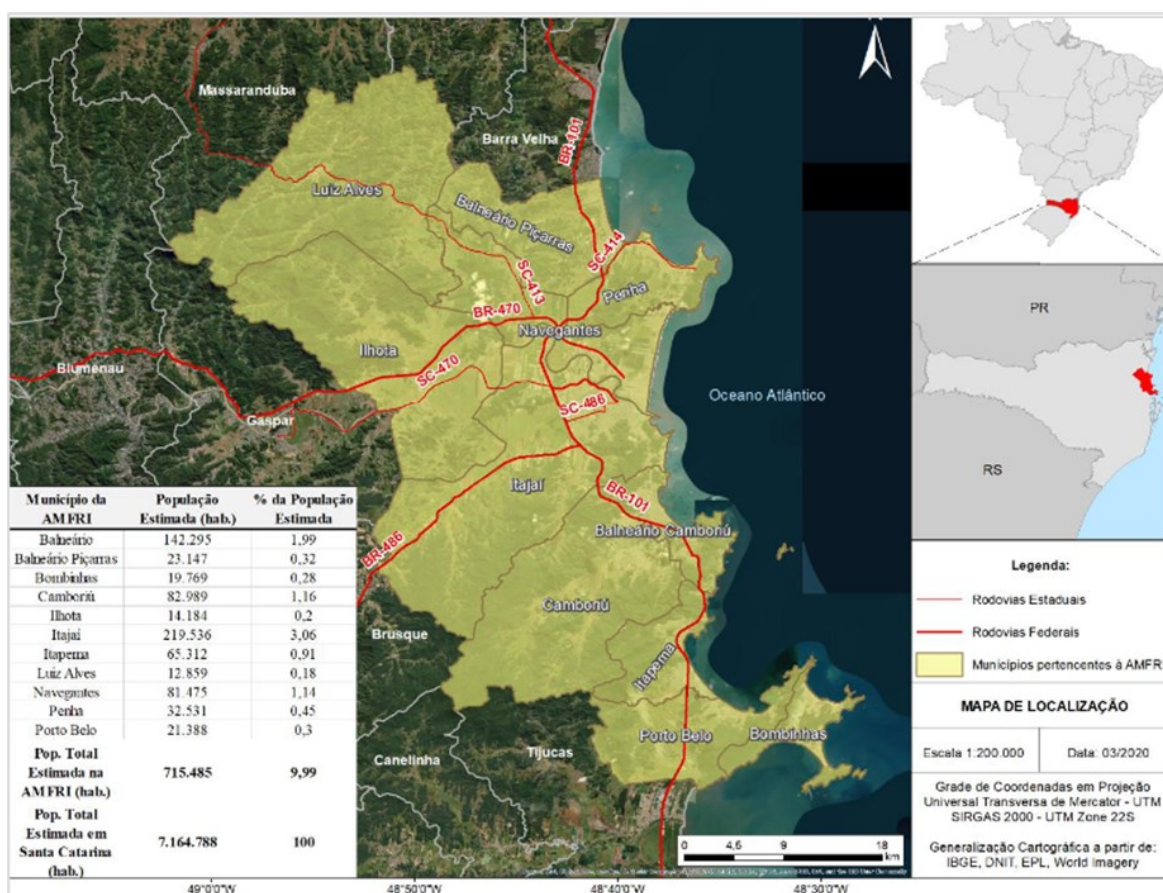 N
Massaranduba
Barra Velha
BR-101
Luiz Alves
Balneário Piçarras
SC-414
SC-413
Penha
BR-470
Navegantes
Ilhota
SC-470
Blumenau
Gaspar
SC-486
Oceano Atlântico
Itajaí
BR-101
Balneário Camboriú
BR-486
Camboriú
Brusque
Itapema
Porto Belo
Bombinhas
Tijucas
Canelinha
Município da AMFRI População Estimada (hab.) % da População Estimada
Balneário 142.295 1,99
Balneário Piçarras 23.147 0,32
Bombinhas 19.769 0,28
Camboriú 82.989 1,16
Ilhota 14.184 0,2
Itajaí 219.536 3,06
Itapema 65.312 0,91
Luiz Alves 12.859 0,18
Navegantes 81.475 1,14
Penha 32.531 0,45
Porto Belo 21.388 0,3
Pop. Total Estimada na AMFRI (hab.) 715.485 9,99
Pop. Total Estimada em Santa Catarina (hab.) 7.164.788 100
0 4,6 9 18
km
49°0'0"W 48°50'0"W 48°40'0"W 48°30'0"W
PR
RS
Legenda:
Rodovias Estaduais
Rodovias Federais
Municípios pertencentes à AMFRI
MAPA DE LOCALIZAÇÃO
Escala 1:200.000 Data: 03/2020
Grade de Coordenadas em Projeção
Universal Transversa de Mercator - UTM
SIRGAS 2000 - UTM Zone 22S
Generalização Cartográfica a partir de:
IBGE, DNIT, EPL, World Imagery